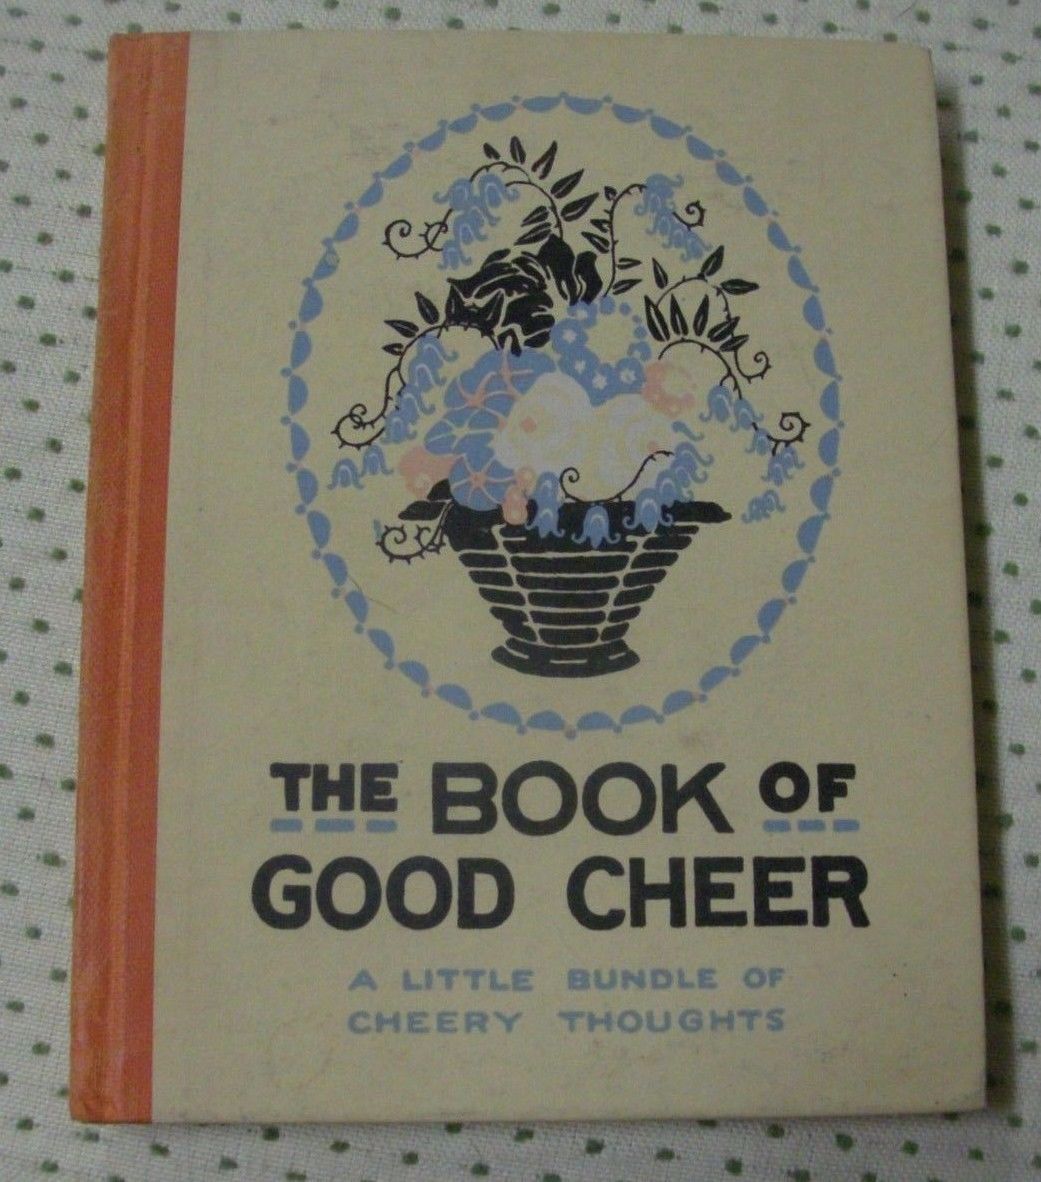 THE BOOK OF
GOOD CHEER
A LITTLE BUNDLE OF
CHEERY THOUGHTS